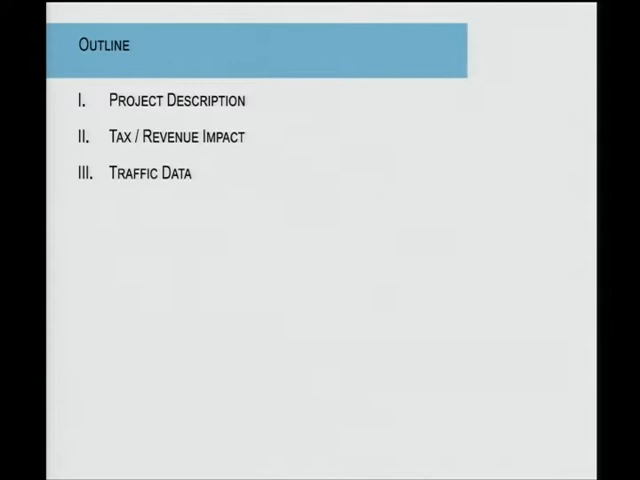 OUTLINE
I. PROJECT DESCRIPTION
II. TAX / REVENUE IMPACT
III. TRAFFIC DATA